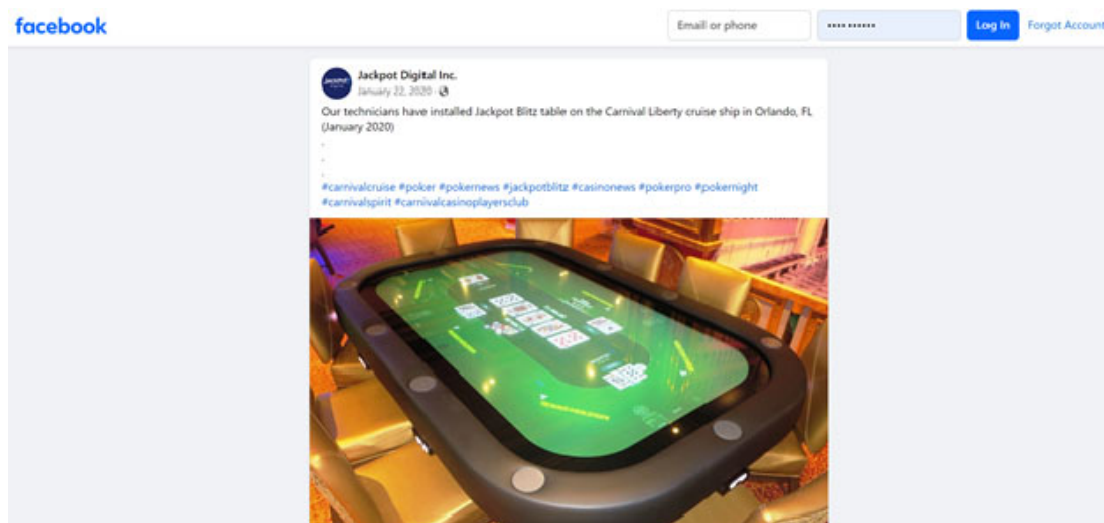 facebook
Email or phone
Log In
Forgot Account
Jackpot Digital Inc.
January 22, 2020
Our technicians have installed Jackpot Blitz table on the Carnival Liberty cruise ship in Orlando, FL
(January 2020)
.
.
.
#carnivalcruise #poker #pokernews #jackpotblitz #casinonews #pokerpro #pokernight
#carnivalspirit #carnivalcasinoplayersclub